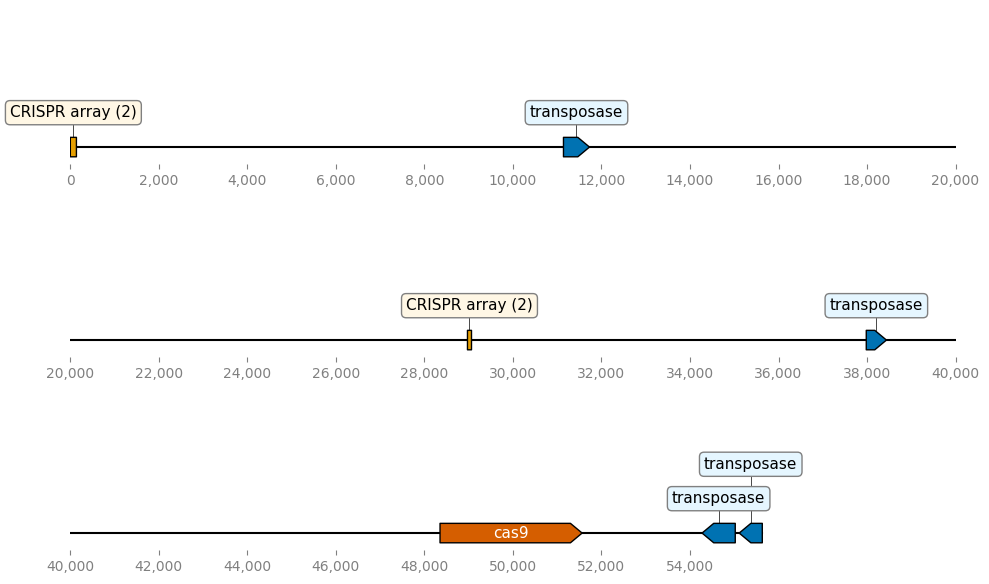 CRISPR array (2) transposase
0 2,000 4,000 6,000 8,000 10,000 12,000 14,000 16,000 18,000 20,000
CRISPR array (2) transposase
20,000 22,000 24,000 26,000 28,000 30,000 32,000 34,000 36,000 38,000 40,000
transposase
transposase
cas9
40,000 42,000 44,000 46,000 48,000 50,000 52,000 54,000